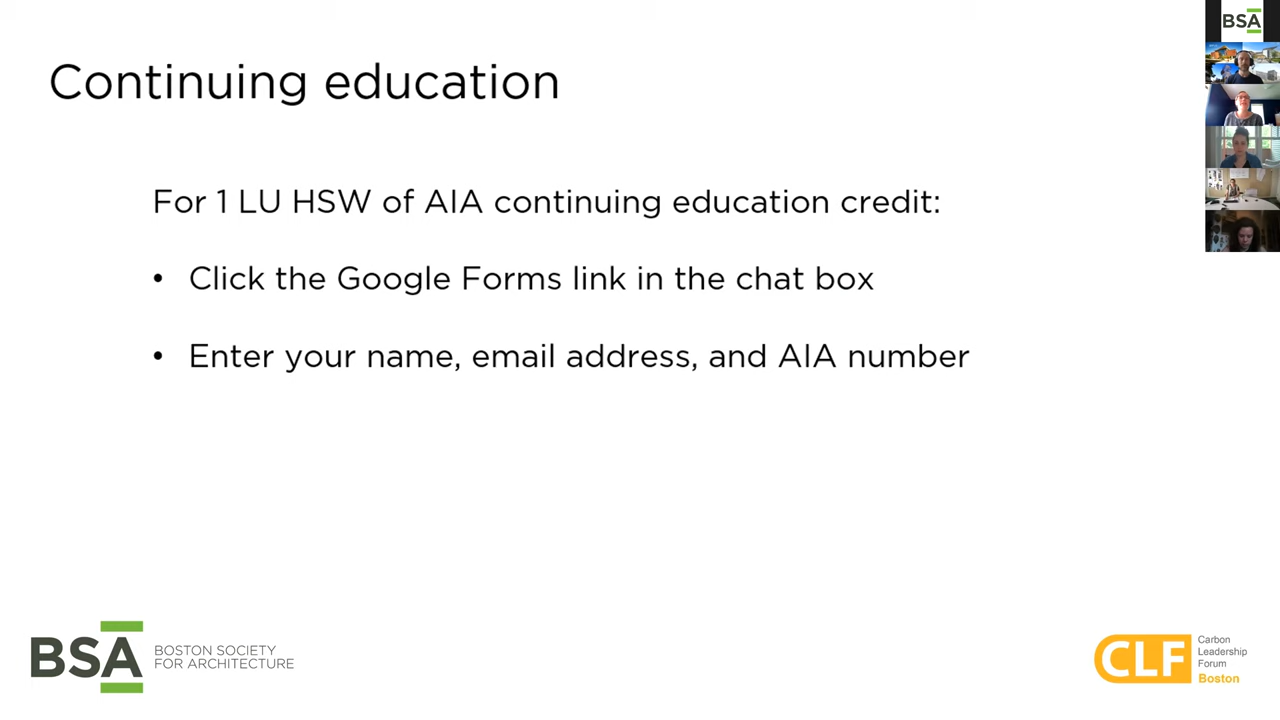 BSA
Continuing education
For 1 LU HSW of AIA continuing education credit:
• Click the Google Forms link in the chat box
• Enter your name, email address, and AIA number
BSA
BOSTON SOCIETY
FOR ARCHITECTURE
CLF
Carbon
Leadership
Forum
Boston